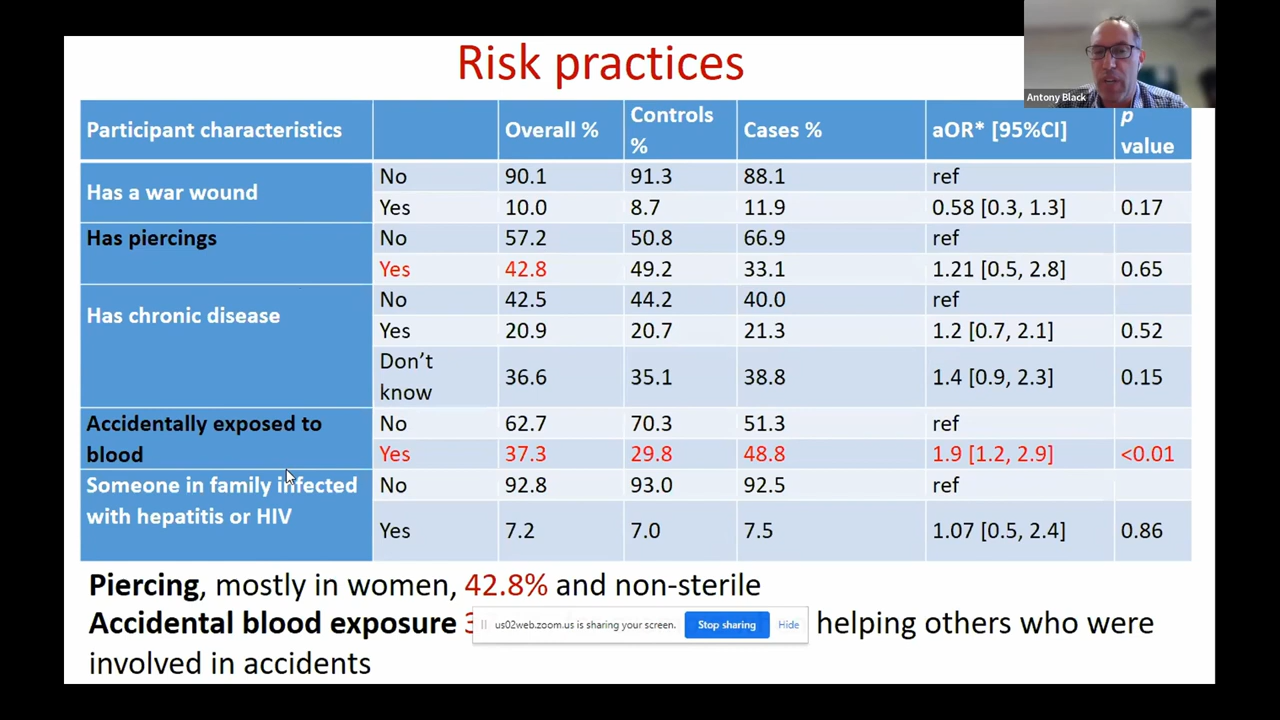 Risk practices
Antony Black
Participant characteristics Overall % Controls % Cases % aOR* [95%CI] p value
Has a war wound No 90.1 91.3 88.1 ref
Yes 10.0 8.7 11.9 0.58 [0.3, 1.3] 0.17
Has piercings No 57.2 50.8 66.9 ref
Yes 42.8 49.2 33.1 1.21 [0.5, 2.8] 0.65
Has chronic disease No 42.5 44.2 40.0 ref
Yes 20.9 20.7 21.3 1.2 [0.7, 2.1] 0.52
Don't know 36.6 35.1 38.8 1.4 [0.9, 2.3] 0.15
Accidentally exposed to blood No 62.7 70.3 51.3 ref
Yes 37.3 29.8 48.8 1.9 [1.2, 2.9] <0.01
Someone in family infected with hepatitis or HIV No 92.8 93.0 92.5 ref
Yes 7.2 7.0 7.5 1.07 [0.5, 2.4] 0.86
Piercing, mostly in women, 42.8% and non-sterile
Accidental blood exposure helping others who were
us02web.zoom.us is sharing your screen. Stop sharing Hide
involved in accidents